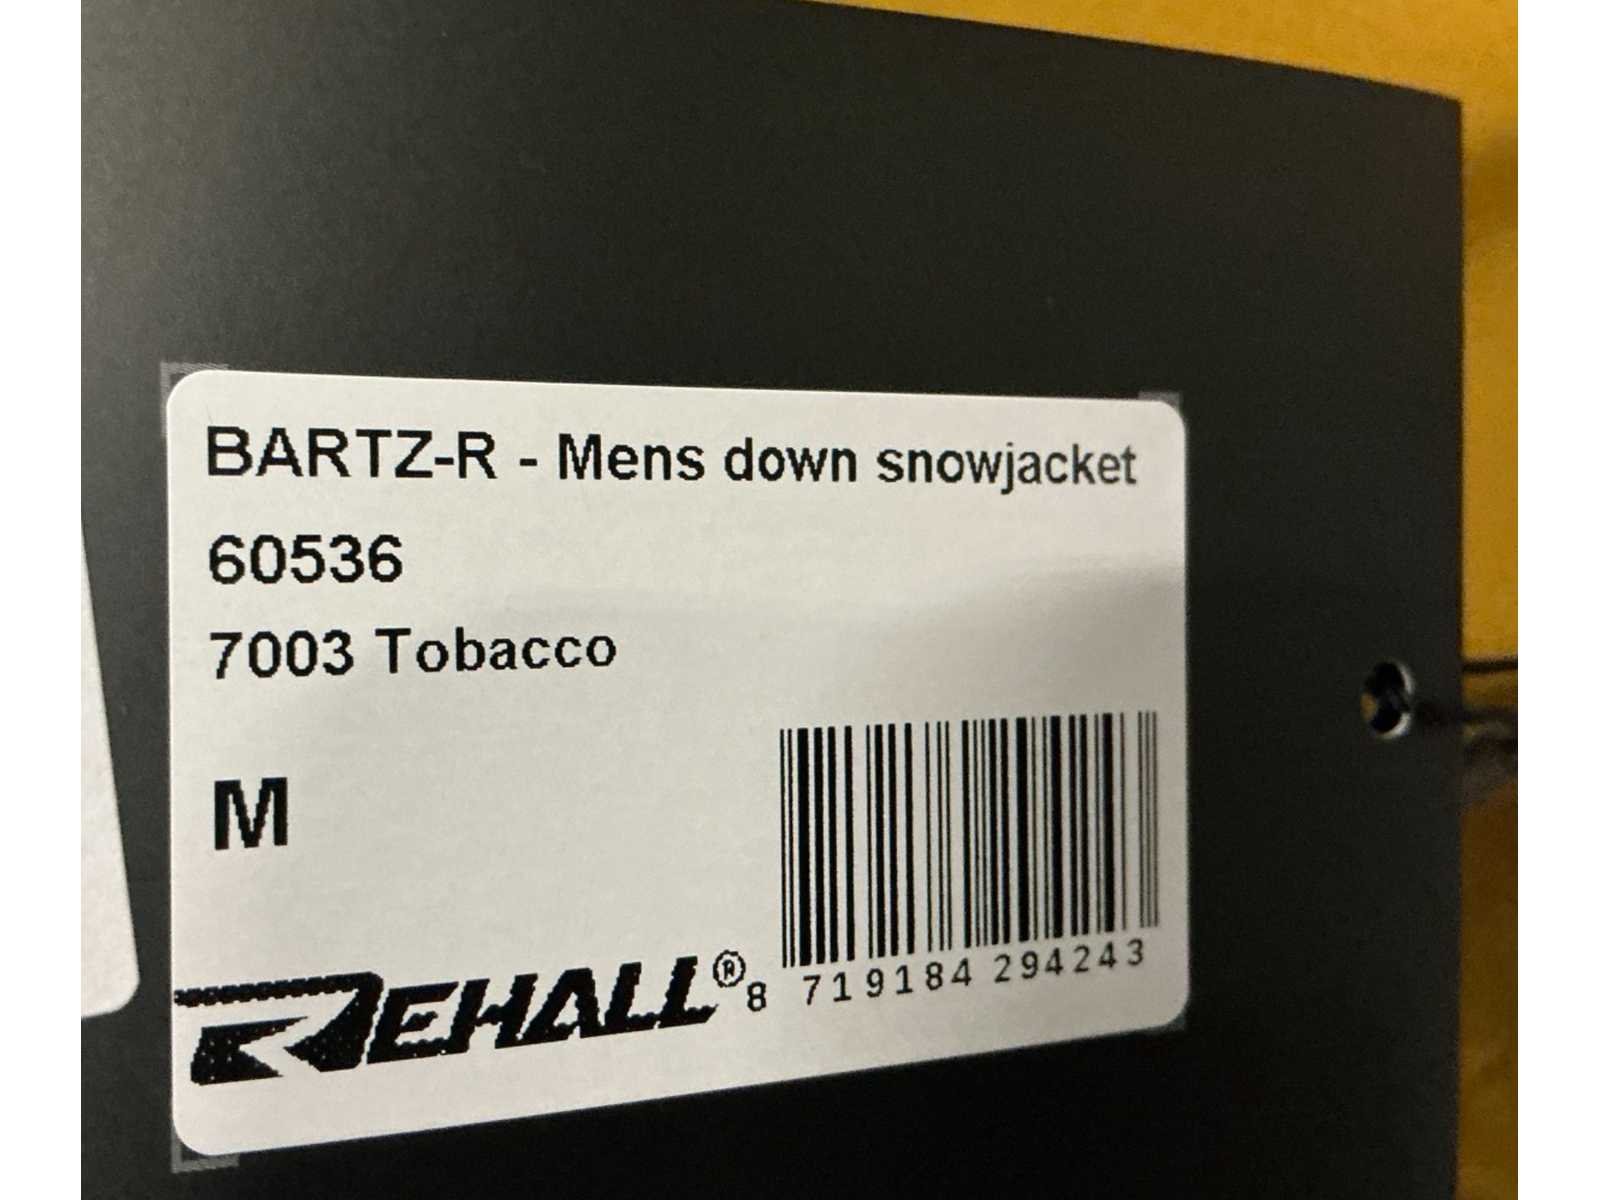 BARTZ-R - Mens down snowjacket
60536
7003 Tobacco
M
REHALL®
8 719184 294243